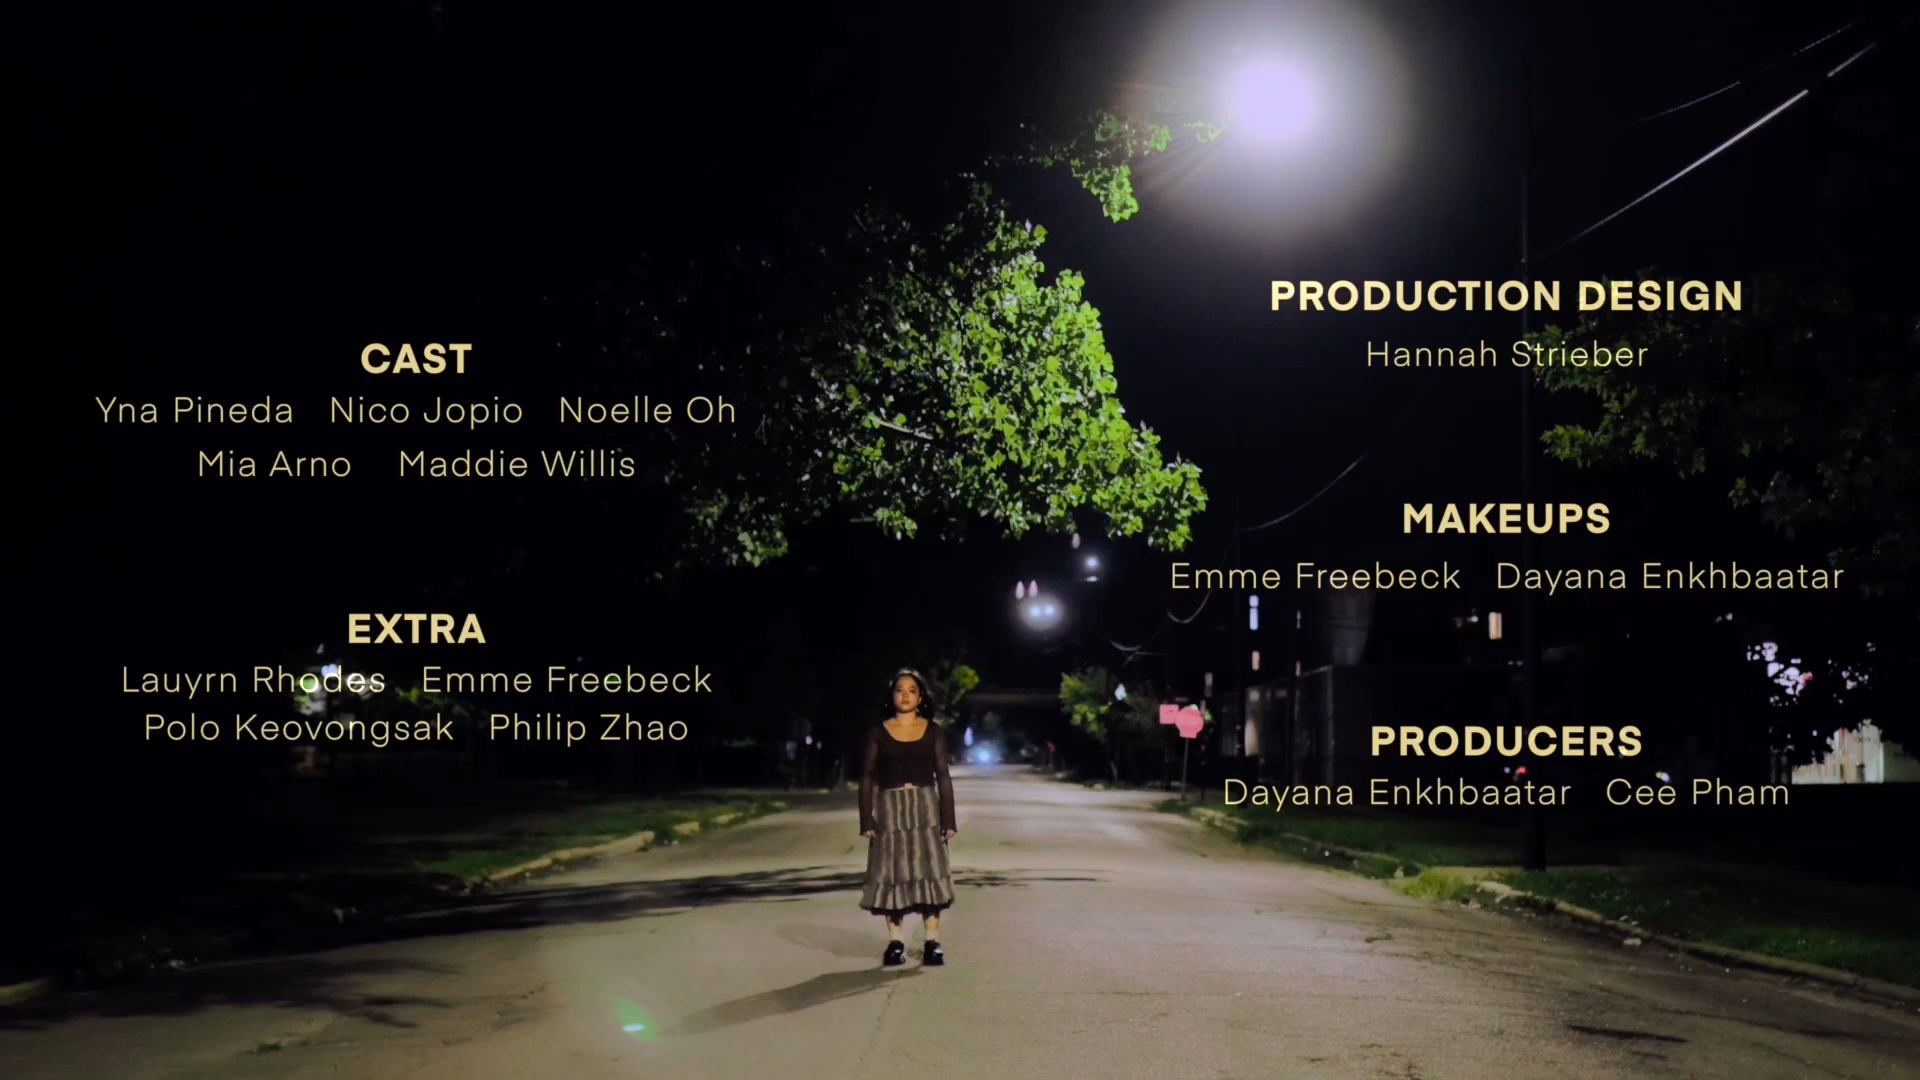 CAST
Yna Pineda Nico Jopio Noelle Oh
Mia Arno Maddie Willis
EXTRA
Lauyrn Rhodes Emme Freebeck
Polo Keovongsak Philip Zhao
PRODUCTION DESIGN
Hannah Strieber
MAKEUPS
Emme Freebeck Dayana Enkhbaatar
PRODUCERS
Dayana Enkhbaatar Cee Pham